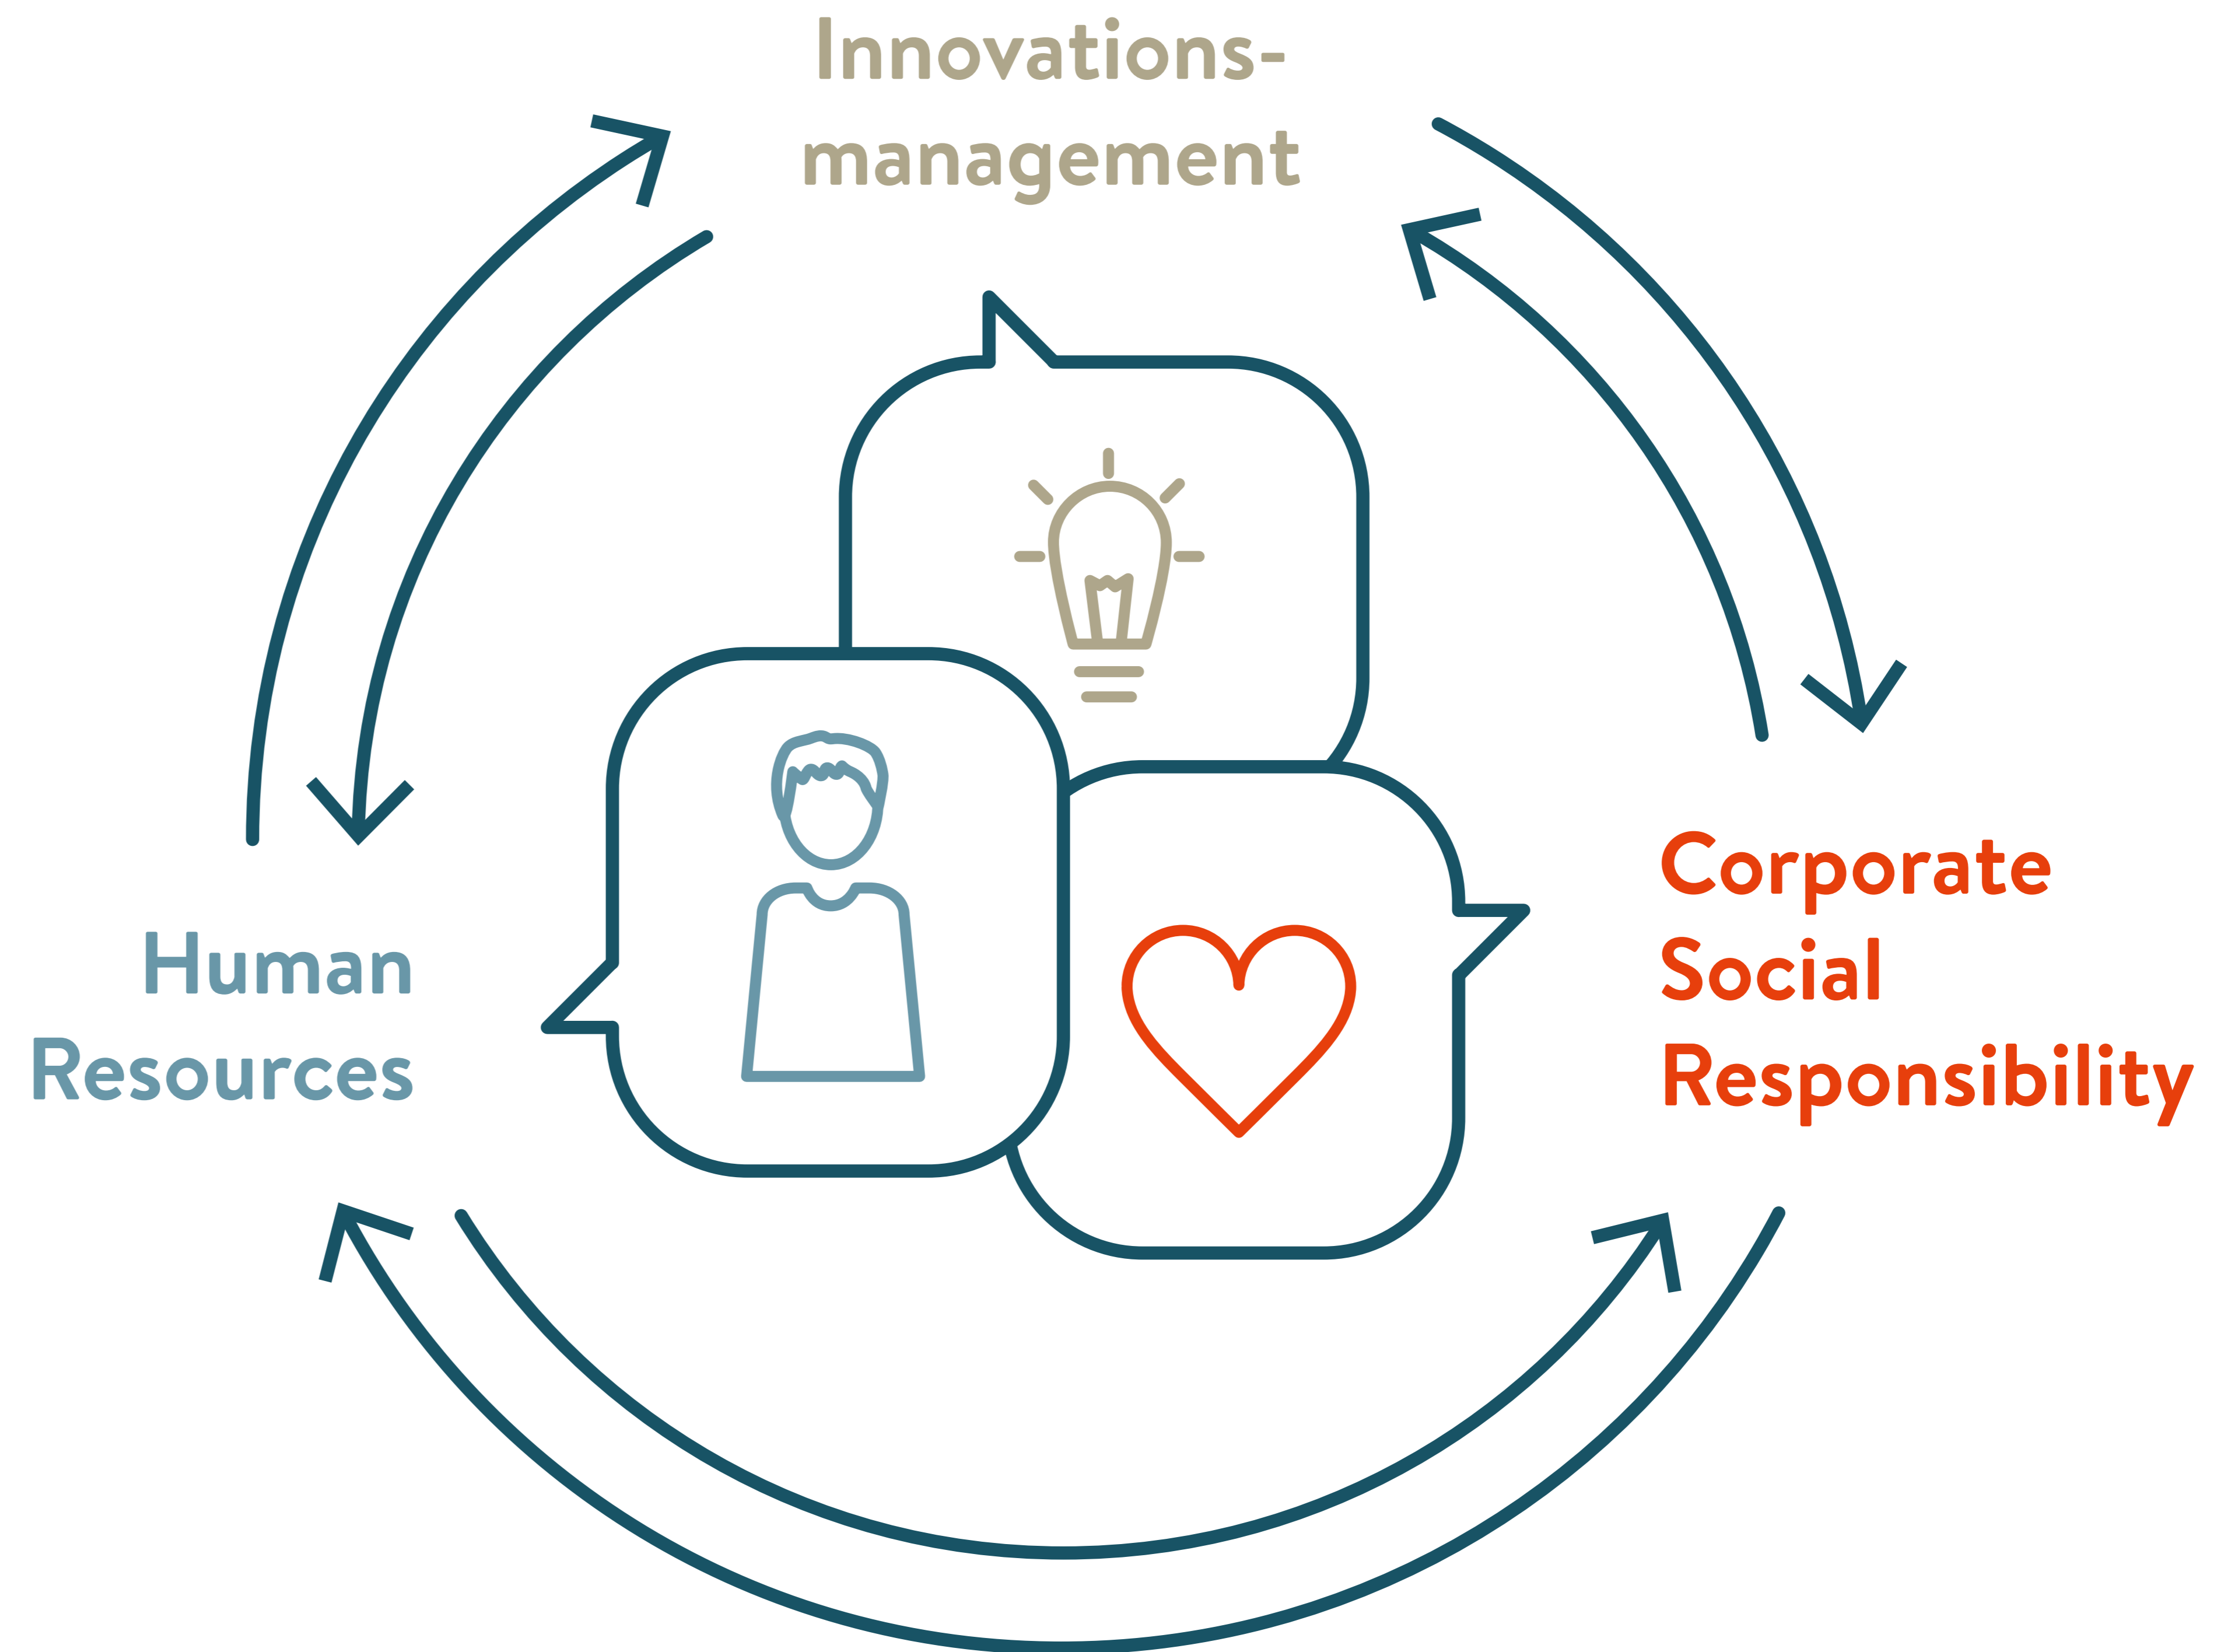 Innovations-
management
Human
Resources
Corporate
Social
Responsibility